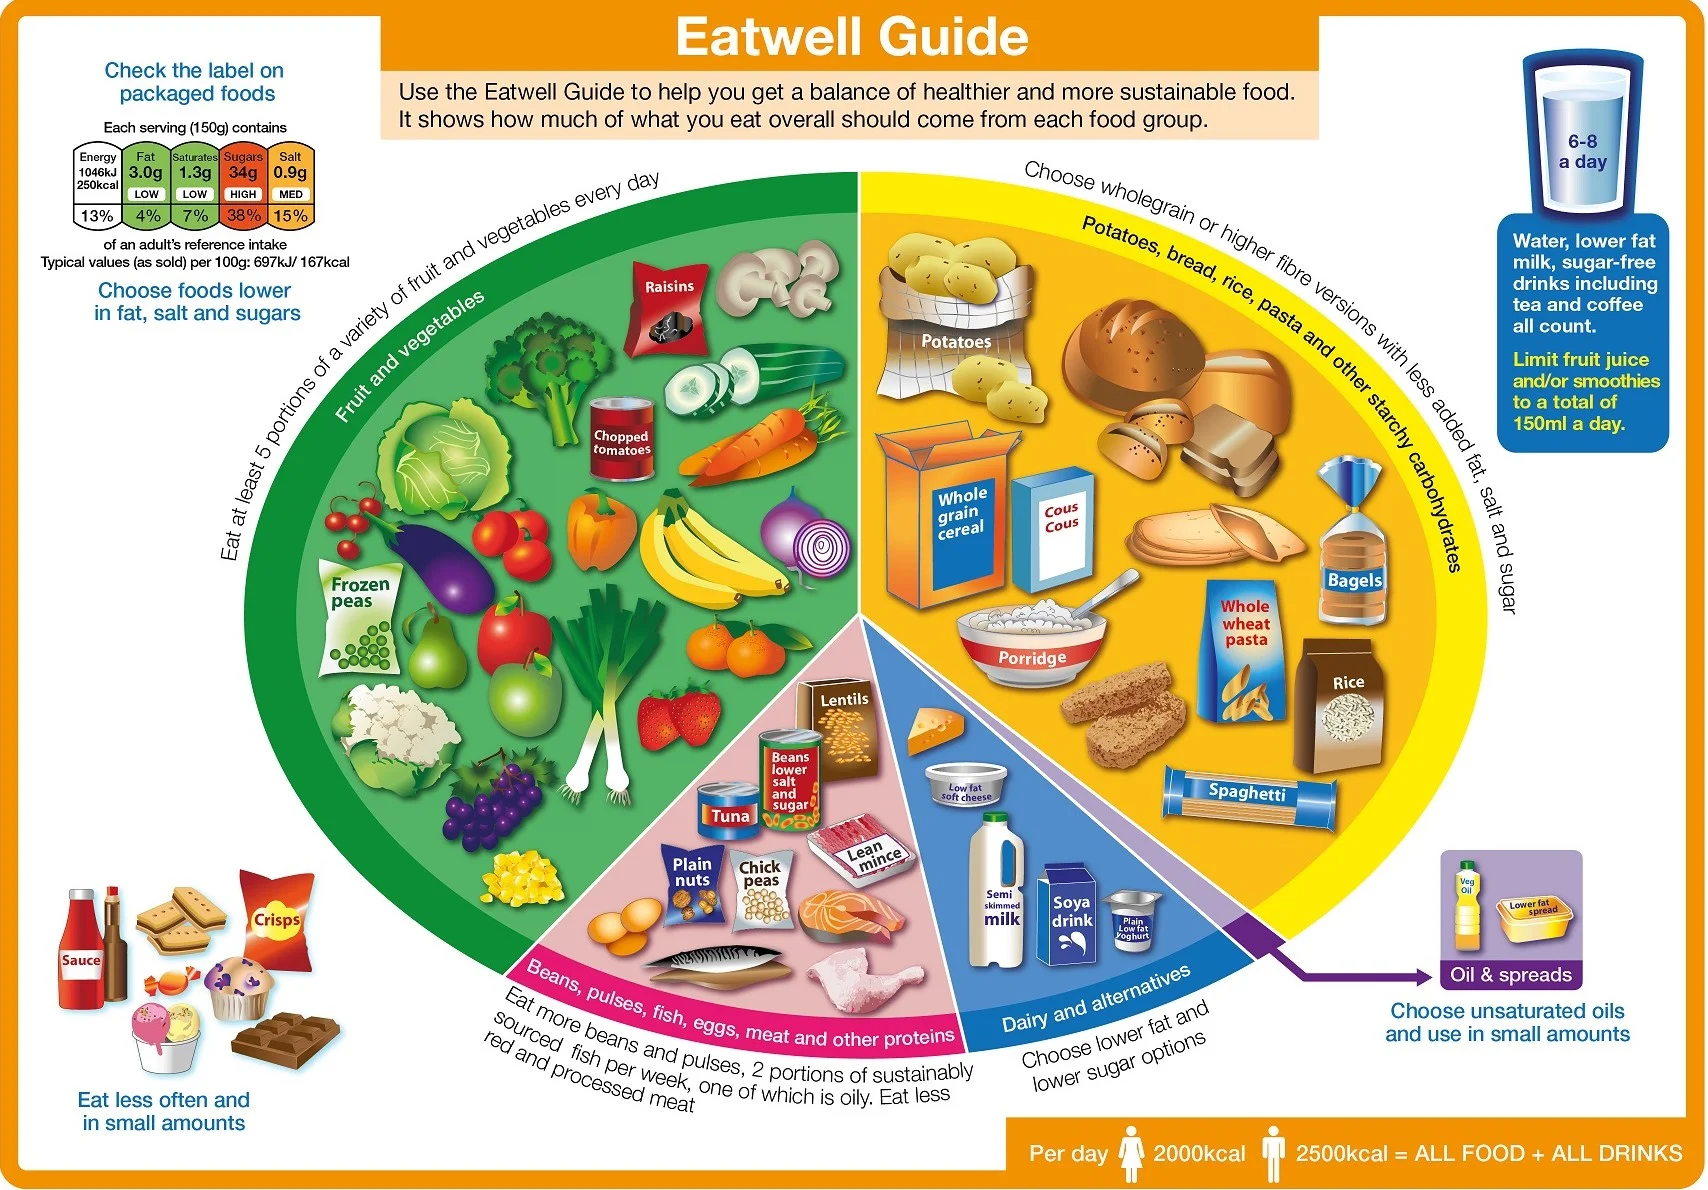 Eatwell Guide
Use the Eatwell Guide to help you get a balance of healthier and more sustainable food.
It shows how much of what you eat overall should come from each food group.
Check the label on
packaged foods
Each serving (150g) contains
Energy
1046kJ
250kcal
13%
Fat
3.0g
LOW
4%
Saturates
1.3g
LOW
7%
Sugars
34g
HIGH
38%
Salt
0.9g
MED
15%
of an adult's reference intake
Typical values (as sold) per 100g: 697kJ/ 167kcal
Choose foods lower
in fat, salt and sugars
6-8
a day
Water, lower fat
milk, sugar-free
drinks including
tea and coffee
all count.
Limit fruit juice
and/or smoothies
to a total of
150ml a day.
Eat at least 5 portions of a variety of fruit and vegetables every day
Fruit and vegetables
Raisins
Chopped
tomatoes
Frozen
peas
Choose wholegrain or higher fibre versions with less added fat, salt and sugar
Potatoes, bread, rice, pasta and other starchy carbohydrates
Potatoes
Whole
grain
cereal
Cous
Cous
Bagels
Porridge
Whole
wheat
pasta
Rice
Spaghetti
Lentils
Beans
lower
salt
and
sugar
Tuna
Plain
nuts
Chick
peas
Lean
mince
Beans, pulses, fish, eggs, meat and other proteins
Eat more beans and pulses, 2 portions of sustainably
sourced fish per week, one of which is oily. Eat less
red and processed meat
Low fat
soft cheese
Semi
skimmed
milk
Soya
drink
Plain
Low fat
yoghurt
Dairy and alternatives
Choose lower fat and
lower sugar options
Veg
Oil
Lower fat
spread
Oil & spreads
Choose unsaturated oils
and use in small amounts
Sauce
Crisps
Eat less often and
in small amounts
Per day 2000kcal 2500kcal = ALL FOOD + ALL DRINKS